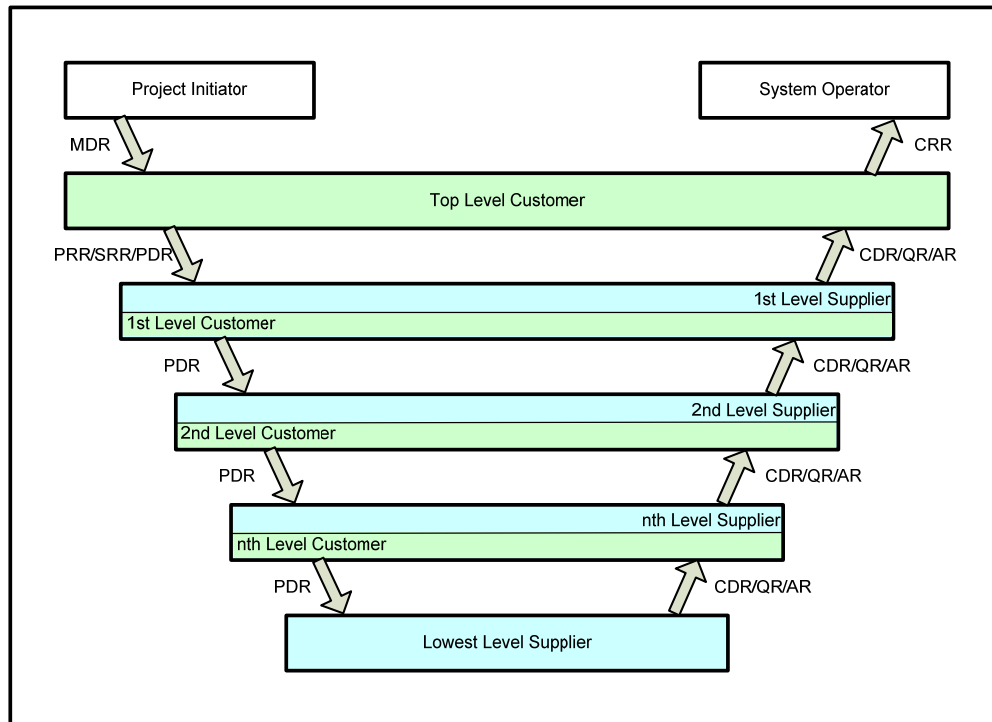 Project Initiator
System Operator
MDR
CRR
Top Level Customer
PRR/SRR/PDR
CDR/QR/AR
1st Level Supplier
1st Level Customer
PDR
CDR/QR/AR
2nd Level Supplier
2nd Level Customer
PDR
CDR/QR/AR
nth Level Supplier
nth Level Customer
PDR
CDR/QR/AR
Lowest Level Supplier